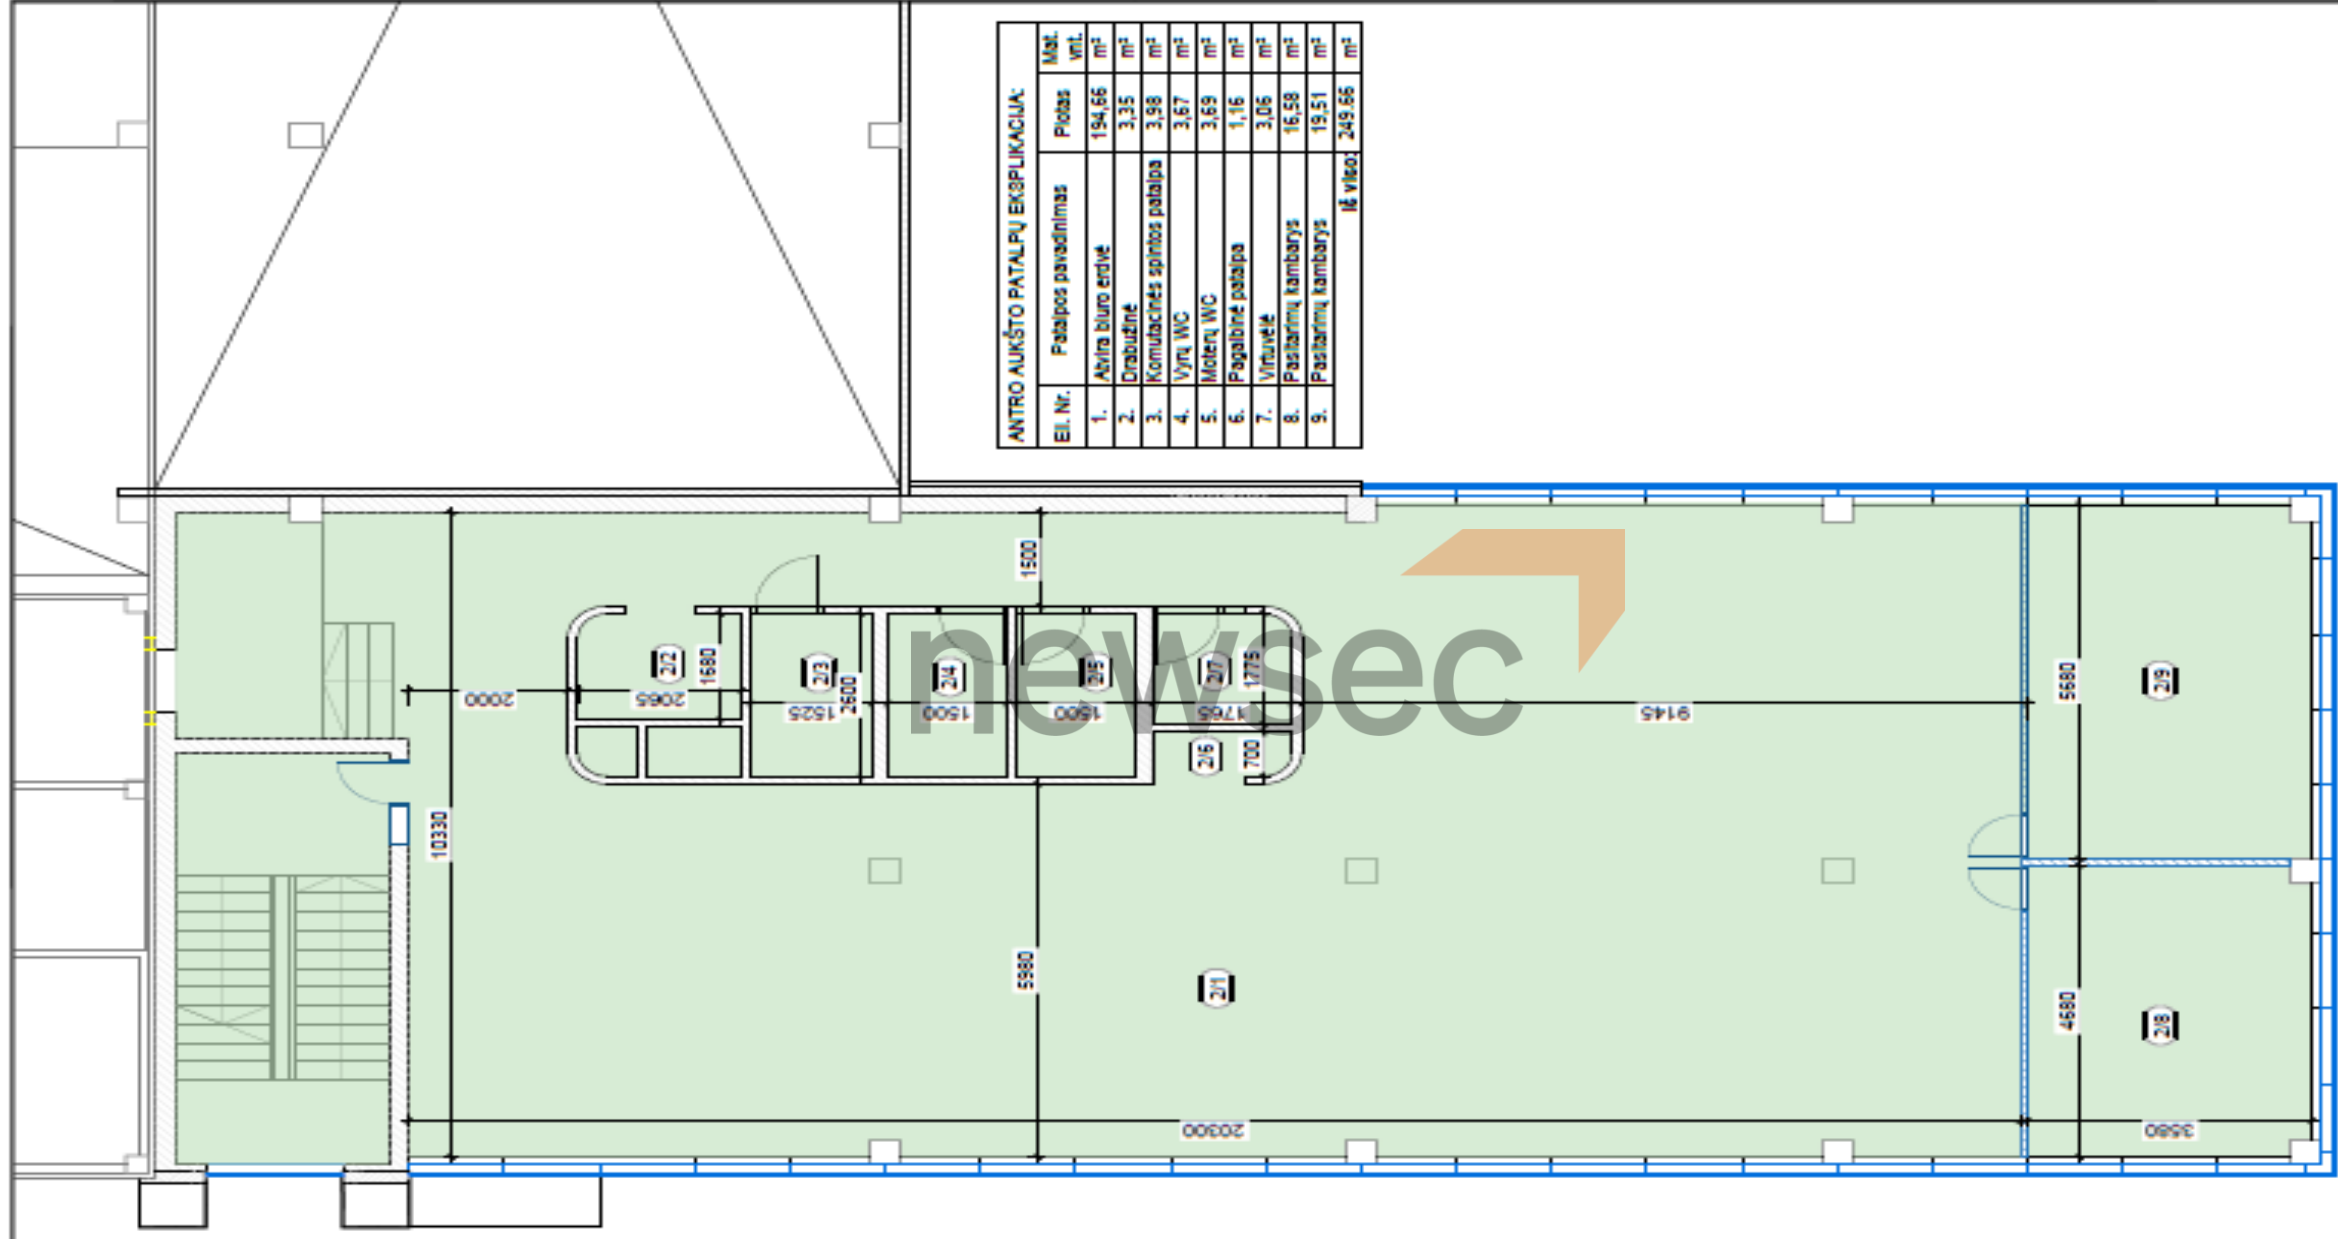 ANTRO AUKŠTO PATALPŲ EKSPLIKACIJA:
Eil. Nr. Patalpos pavadinimas Plotas Mat. vnt.
1. Atvira biuro erdvė 194,66 m²
2. Drabužinė 3,35 m²
3. Komutacinės spintos patalpa 3,98 m²
4. Vyrų WC 3,67 m²
5. Moterų WC 3,69 m²
6. Pagalbinė patalpa 1,16 m²
7. Virtuvėlė 3,06 m²
8. Pasitarimų kambarys 16,58 m²
9. Pasitarimų kambarys 19,51 m²
Iš viso: 249.66 m²
1500
2/2
1680
2/3
2600
2/4
2/5
2/7
1775
2000
2065
1525
1500
1500
1765
9145
5680
2/9
2/6
700
10330
newsec
5980
2/1
4680
2/8
20300
3580